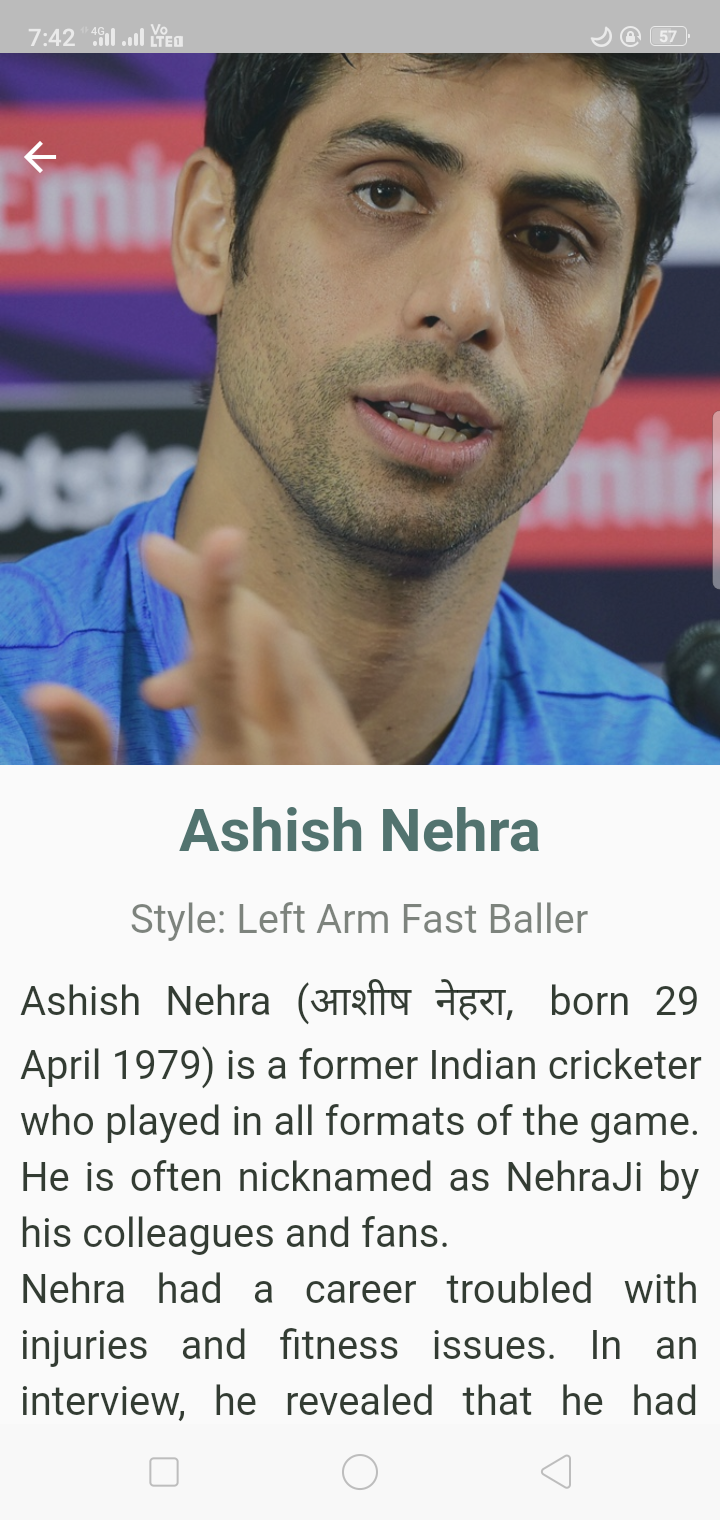 7:42 4G Vo LTE 57
Emi
otsta
mira
Ashish Nehra
Style: Left Arm Fast Baller
Ashish Nehra (आशीष नेहरा, born 29
April 1979) is a former Indian cricketer
who played in all formats of the game.
He is often nicknamed as NehraJi by
his colleagues and fans.
Nehra had a career troubled with
injuries and fitness issues. In an
interview, he revealed that he had